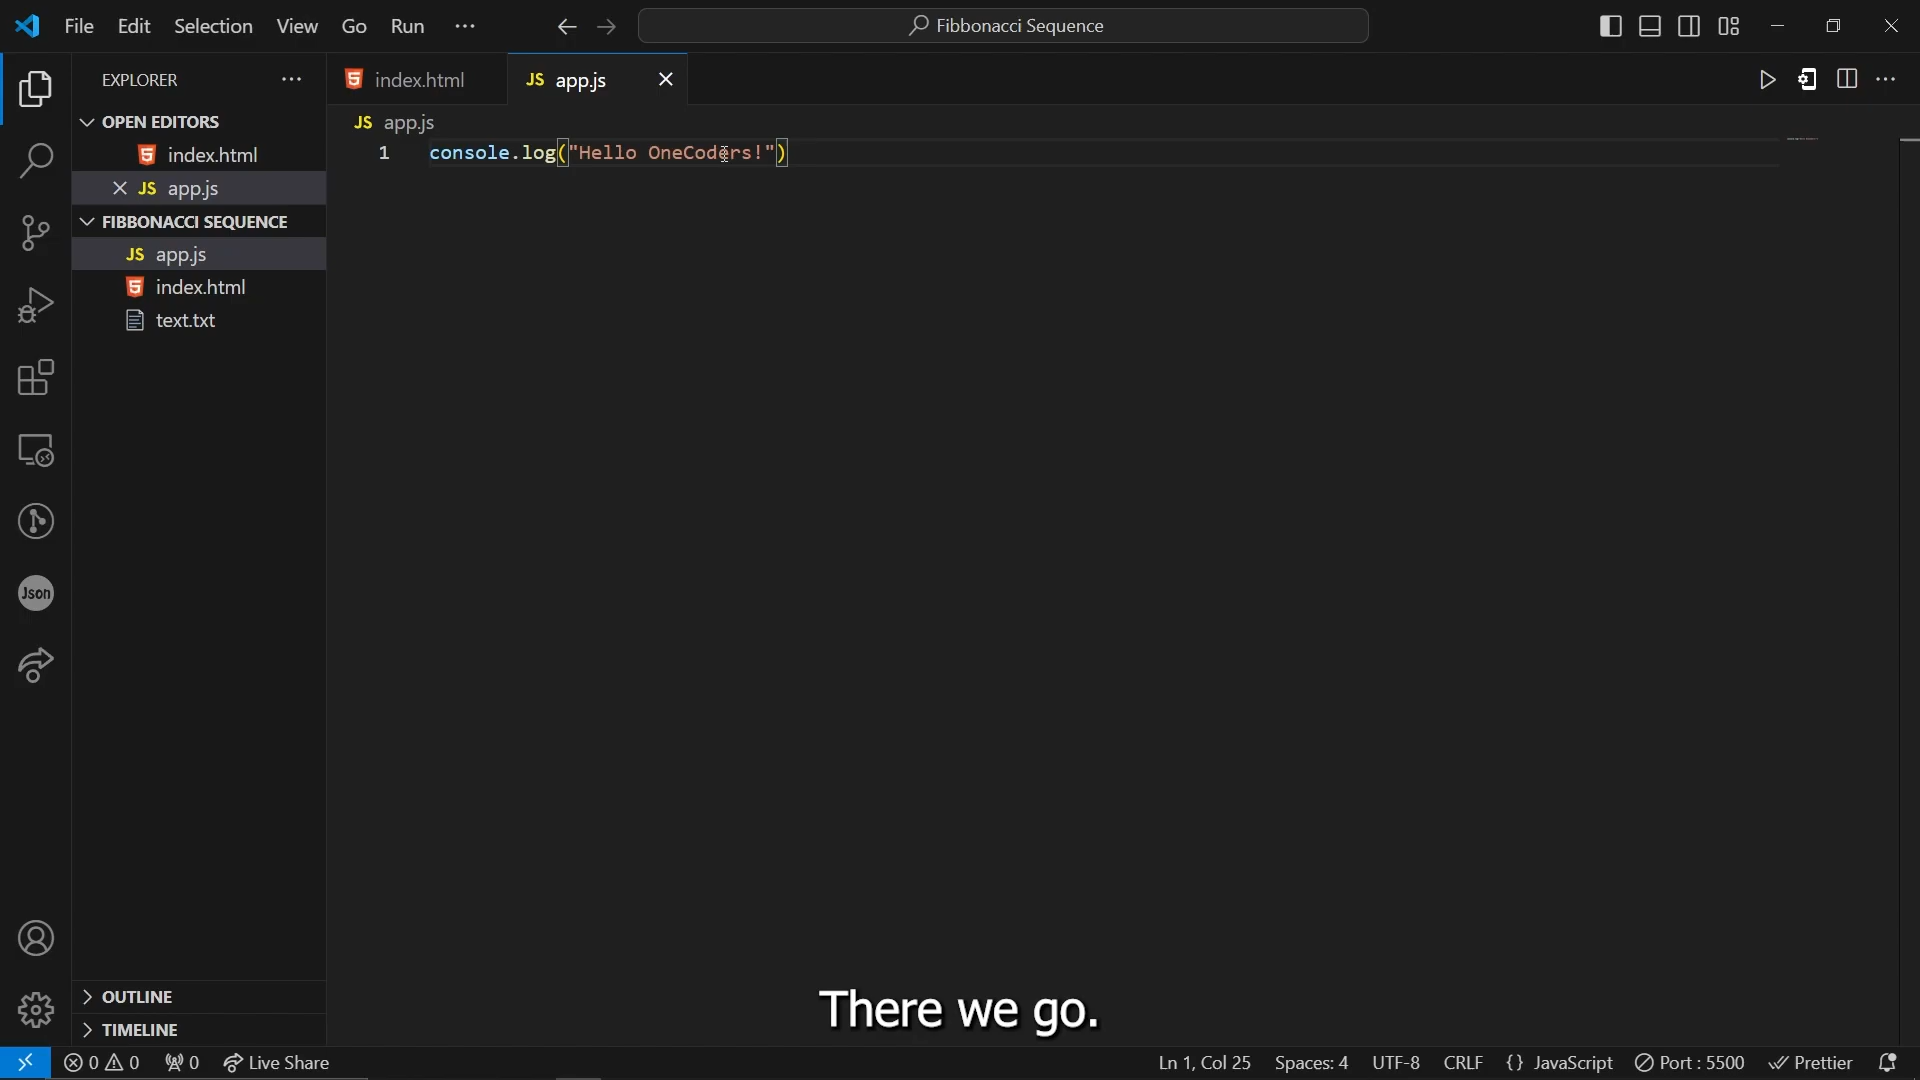 File Edit Selection View Go Run ···
Fibbonacci Sequence
EXPLORER ···
index.html
JS app.js
OPEN EDITORS
index.html
JS app.js
FIBBONACCI SEQUENCE
JS app.js
index.html
text.txt
JS app.js
1 console.log("Hello OneCoders!")
Json
There we go.
OUTLINE
TIMELINE
0 0 0 Live Share
Ln 1, Col 25 Spaces: 4 UTF-8 CRLF {} JavaScript Port : 5500 Prettier